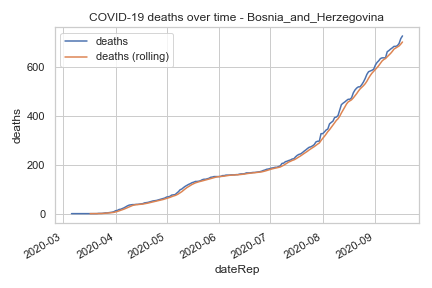 COVID-19 deaths over time - Bosnia_and_Herzegovina
deaths
deaths (rolling)
600
400
200
0
deaths
2020-03
2020-04
2020-05
2020-06
2020-07
2020-08
2020-09
dateRep